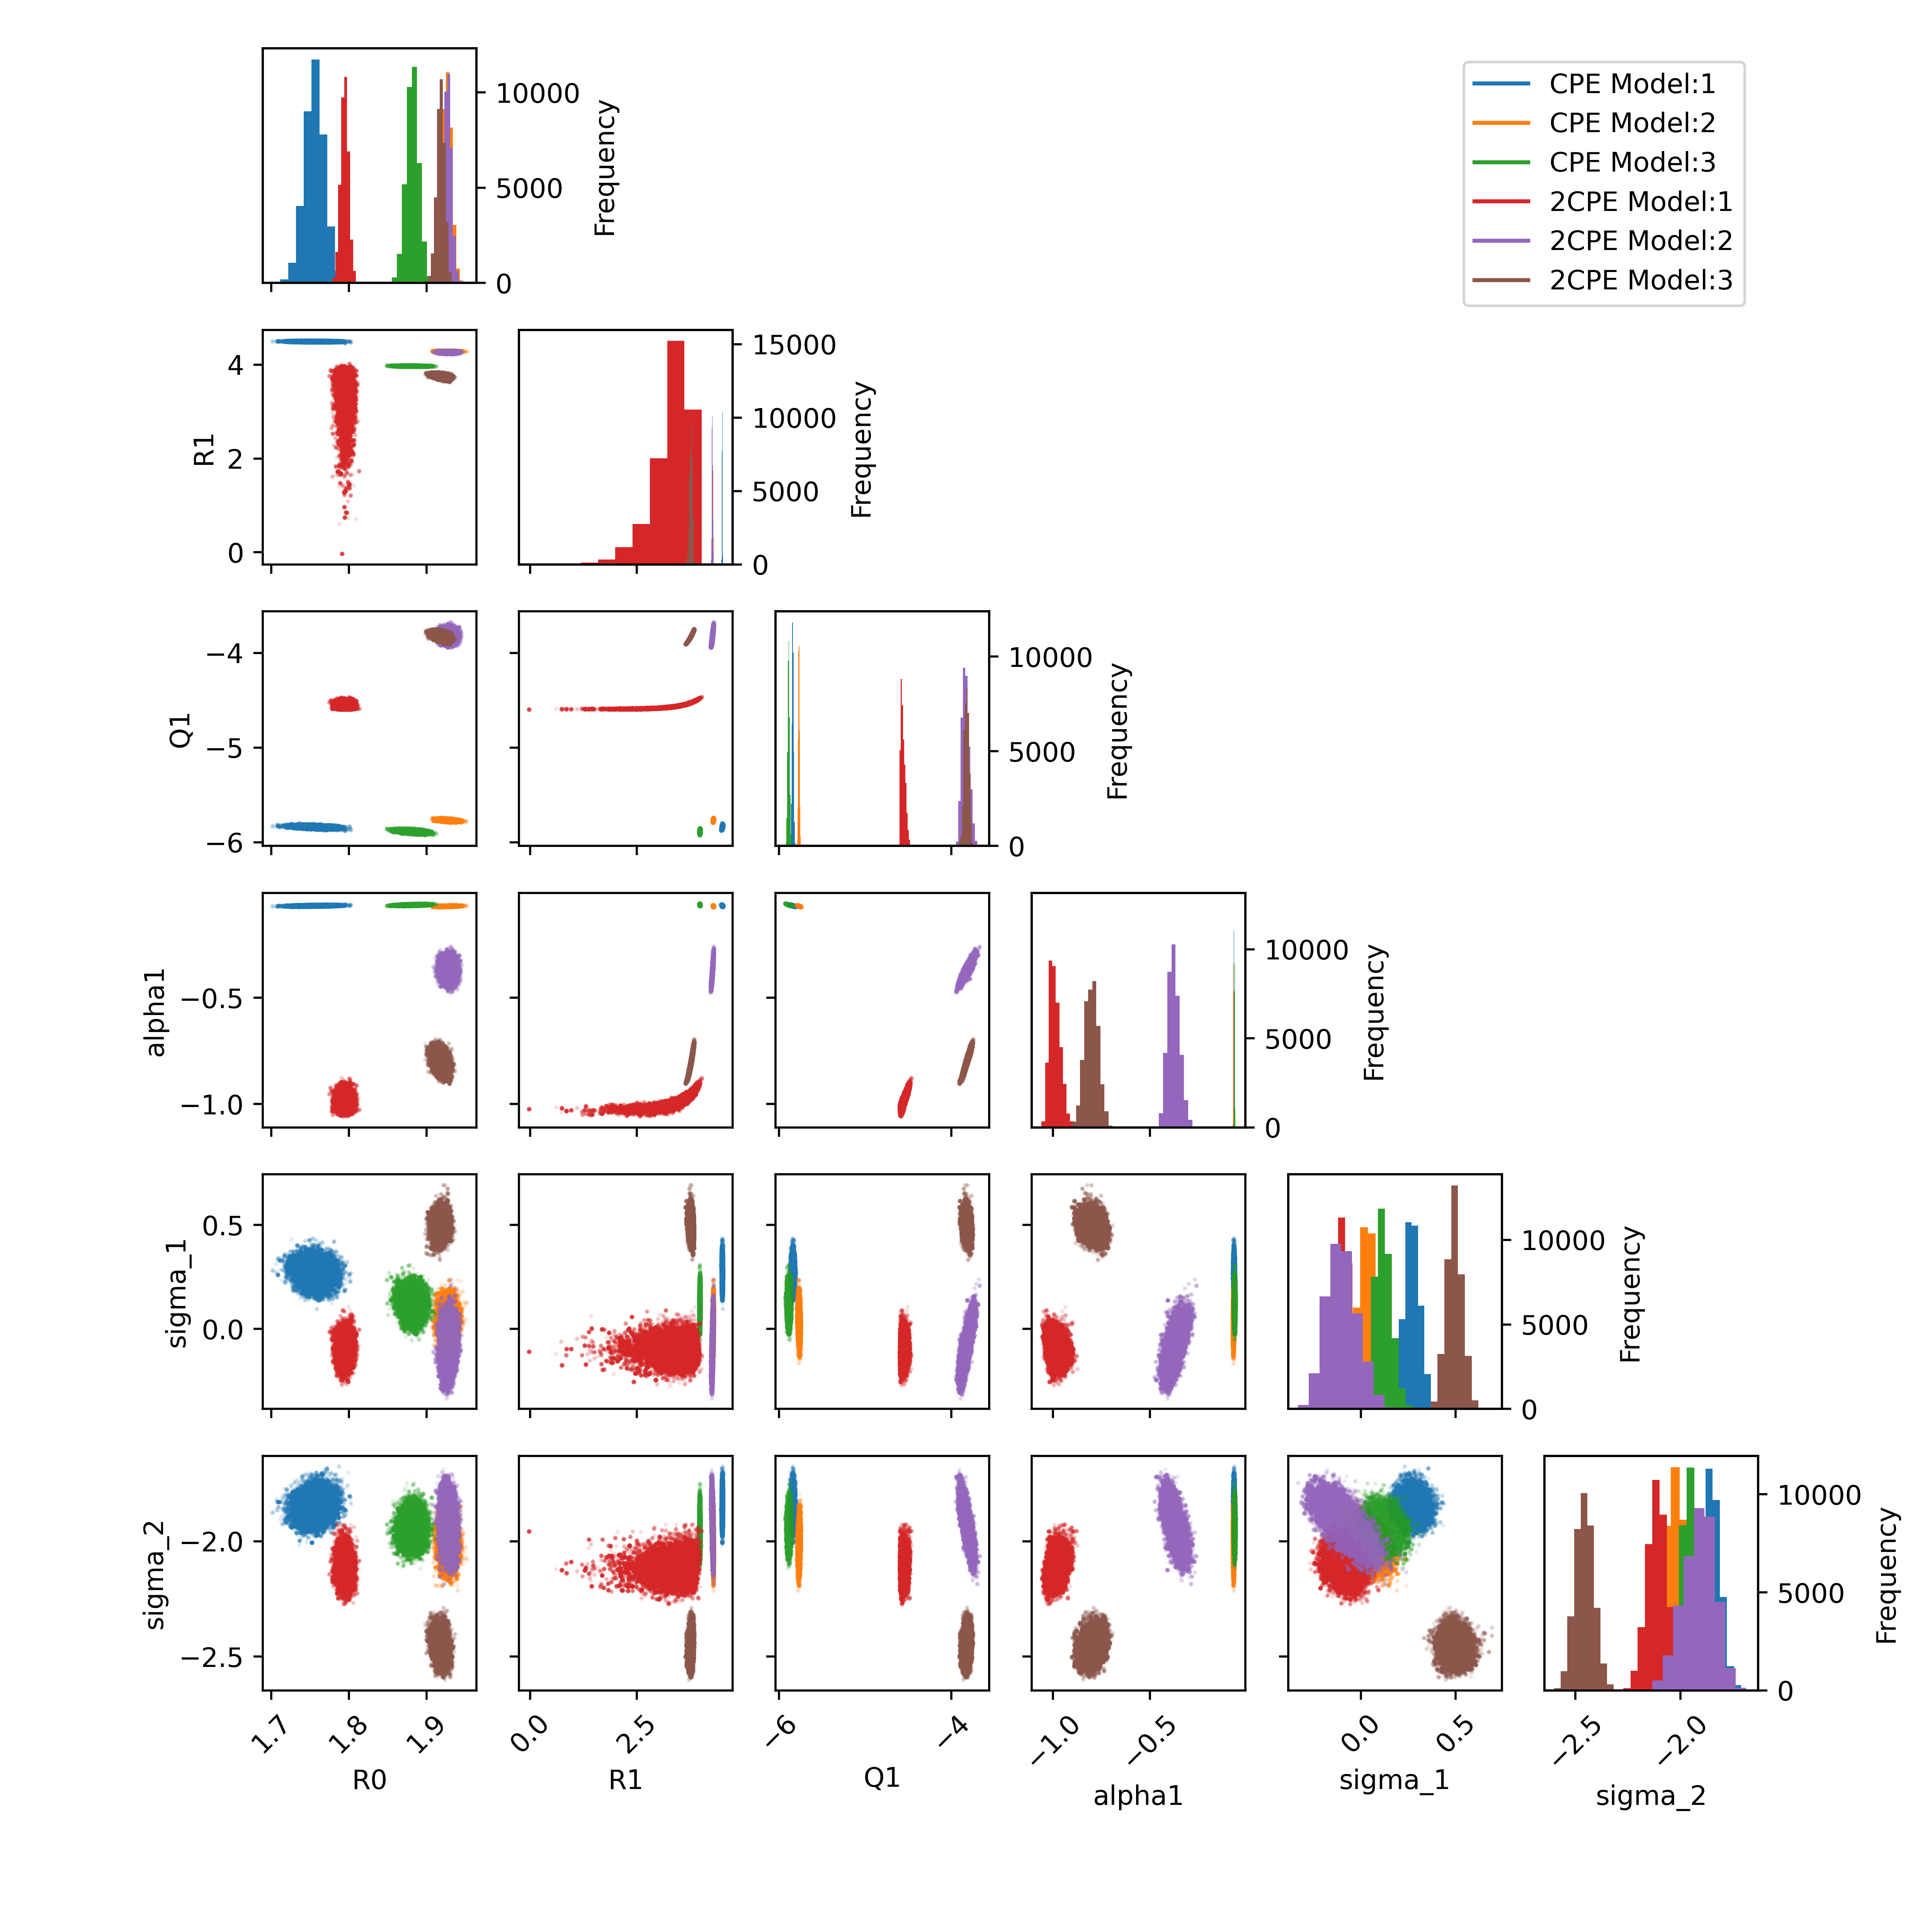 CPE Model:1
CPE Model:2
CPE Model:3
2CPE Model:1
2CPE Model:2
2CPE Model:3
10000
5000
0
Frequency
R1
4
2
0
15000
10000
5000
0
Frequency
Q1
−4
−5
−6
10000
5000
0
Frequency
alpha1
−0.5
−1.0
10000
5000
0
Frequency
sigma_1
0.5
0.0
10000
5000
0
Frequency
sigma_2
−2.0
−2.5
10000
5000
0
Frequency
1.7 1.8 1.9 0.0 2.5 −6 −4 −1.0 −0.5 0.0 0.5 −2.5 −2.0
R0 R1 Q1 alpha1 sigma_1 sigma_2